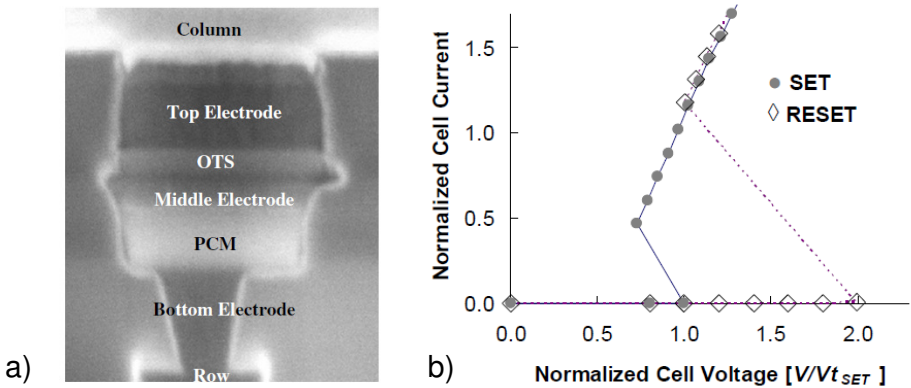 Column
Top Electrode
OTS
Middle Electrode
PCM
Bottom Electrode
Row
a)
Normalized Cell Current
1.5
1.0
0.5
0.0
SET
RESET
0.0 0.5 1.0 1.5 2.0
b) Normalized Cell Voltage [V/Vt SET]